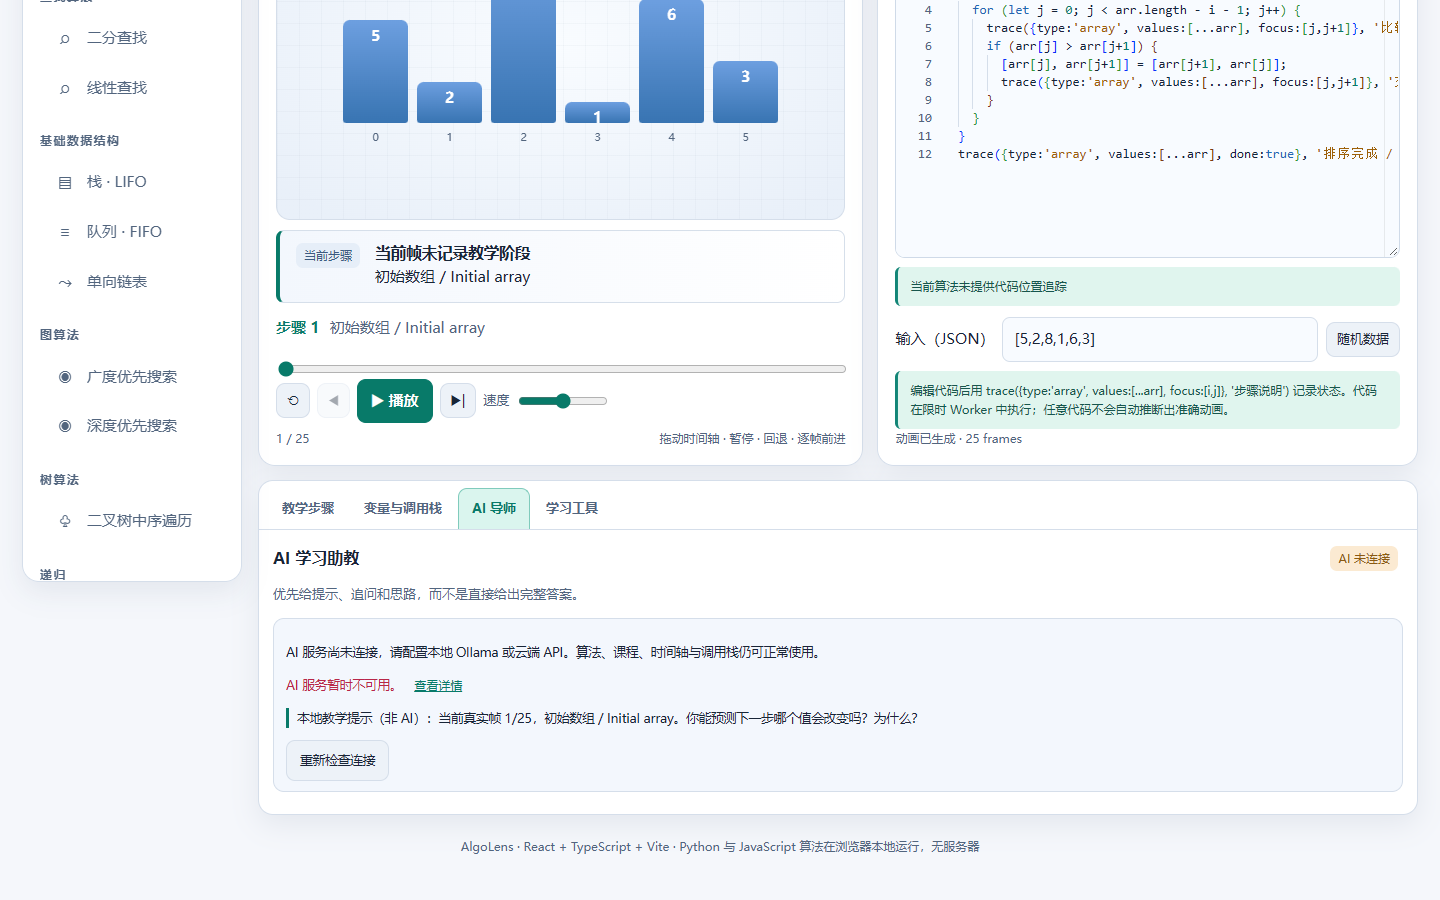 二分查找
线性查找
基础数据结构
栈 · LIFO
队列 · FIFO
单向链表
图算法
广度优先搜索
深度优先搜索
树算法
二叉树中序遍历
递归
5
2
1
6
3
0
1
2
3
4
5
当前步骤
当前帧未记录教学阶段
初始数组 / Initial array
步骤 1 初始数组 / Initial array
播放
速度
1 / 25
拖动时间轴 · 暂停 · 回退 · 逐帧前进
4 for (let j = 0; j < arr.length - i - 1; j++) {
5 trace({type:'array', values:[...arr], focus:[j,j+1]}, '比
6 if (arr[j] > arr[j+1]) {
7 [arr[j], arr[j+1]] = [arr[j+1], arr[j]];
8 trace({type:'array', values:[...arr], focus:[j,j+1]}, '
9 }
10 }
11 }
12 trace({type:'array', values:[...arr], done:true}, '排序完成 /
当前算法未提供代码位置追踪
输入（JSON）
[5,2,8,1,6,3]
随机数据
编辑代码后用 trace({type:'array', values:[...arr], focus:[i,j]}, '步骤说明') 记录状态。代码
在限时 Worker 中执行；任意代码不会自动推断出准确动画。
动画已生成 · 25 frames
教学步骤
变量与调用栈
AI 导师
学习工具
AI 学习助教
AI 未连接
优先给提示、追问和思路，而不是直接给出完整答案。
AI 服务尚未连接，请配置本地 Ollama 或云端 API。算法、课程、时间轴与调用栈仍可正常使用。
AI 服务暂时不可用。 查看详情
本地教学提示（非 AI）：当前真实帧 1/25，初始数组 / Initial array。你能预测下一步哪个值会改变吗？为什么？
重新检查连接
AlgoLens · React + TypeScript + Vite · Python 与 JavaScript 算法在浏览器本地运行，无服务器